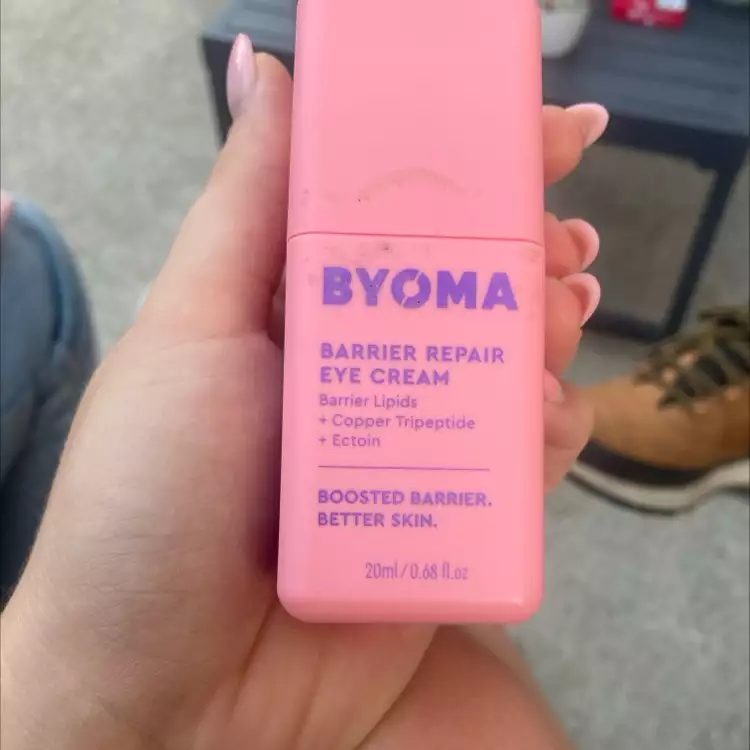 BYOMA
BARRIER REPAIR
EYE CREAM
Barrier Lipids
+ Copper Tripeptide
+ Ectoin
BOOSTED BARRIER.
BETTER SKIN.
20ml/0.68 fl.oz